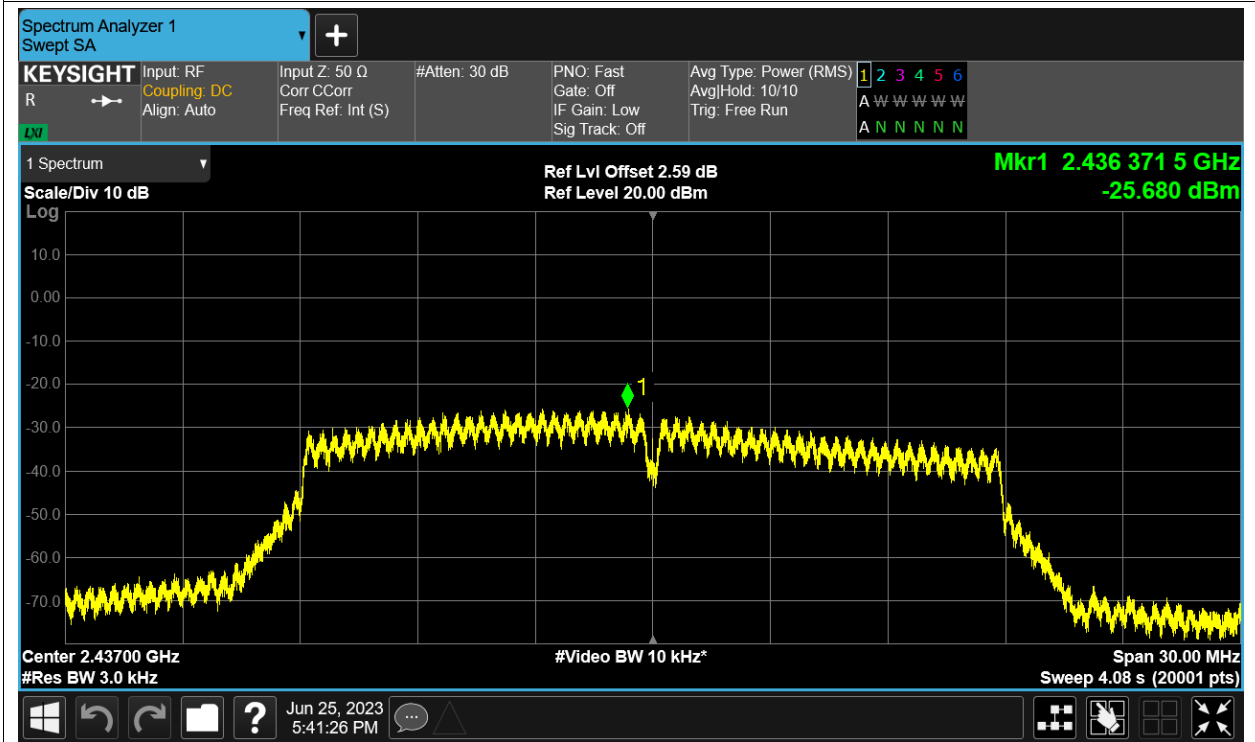 Spectrum Analyzer 1
Swept SA
KEYSIGHT
R
LXI
Input: RF
Coupling: DC
Align: Auto
Input Z: 50 Ω
Corr CCorr
Freq Ref: Int (S)
#Atten: 30 dB
PNO: Fast
Gate: Off
IF Gain: Low
Sig Track: Off
Avg Type: Power (RMS)
Avg|Hold: 10/10
Trig: Free Run
1 2 3 4 5 6
A W W W W W
A N N N N N
1 Spectrum
Scale/Div 10 dB
Log
Ref Lvl Offset 2.59 dB
Ref Level 20.00 dBm
Mkr1 2.436 371 5 GHz
-25.680 dBm
10.0
0.00
-10.0
-20.0
-30.0
-40.0
-50.0
-60.0
-70.0
1
Center 2.43700 GHz
#Res BW 3.0 kHz
#Video BW 10 kHz*
Span 30.00 MHz
Sweep 4.08 s (20001 pts)
?
Jun 25, 2023
5:41:26 PM